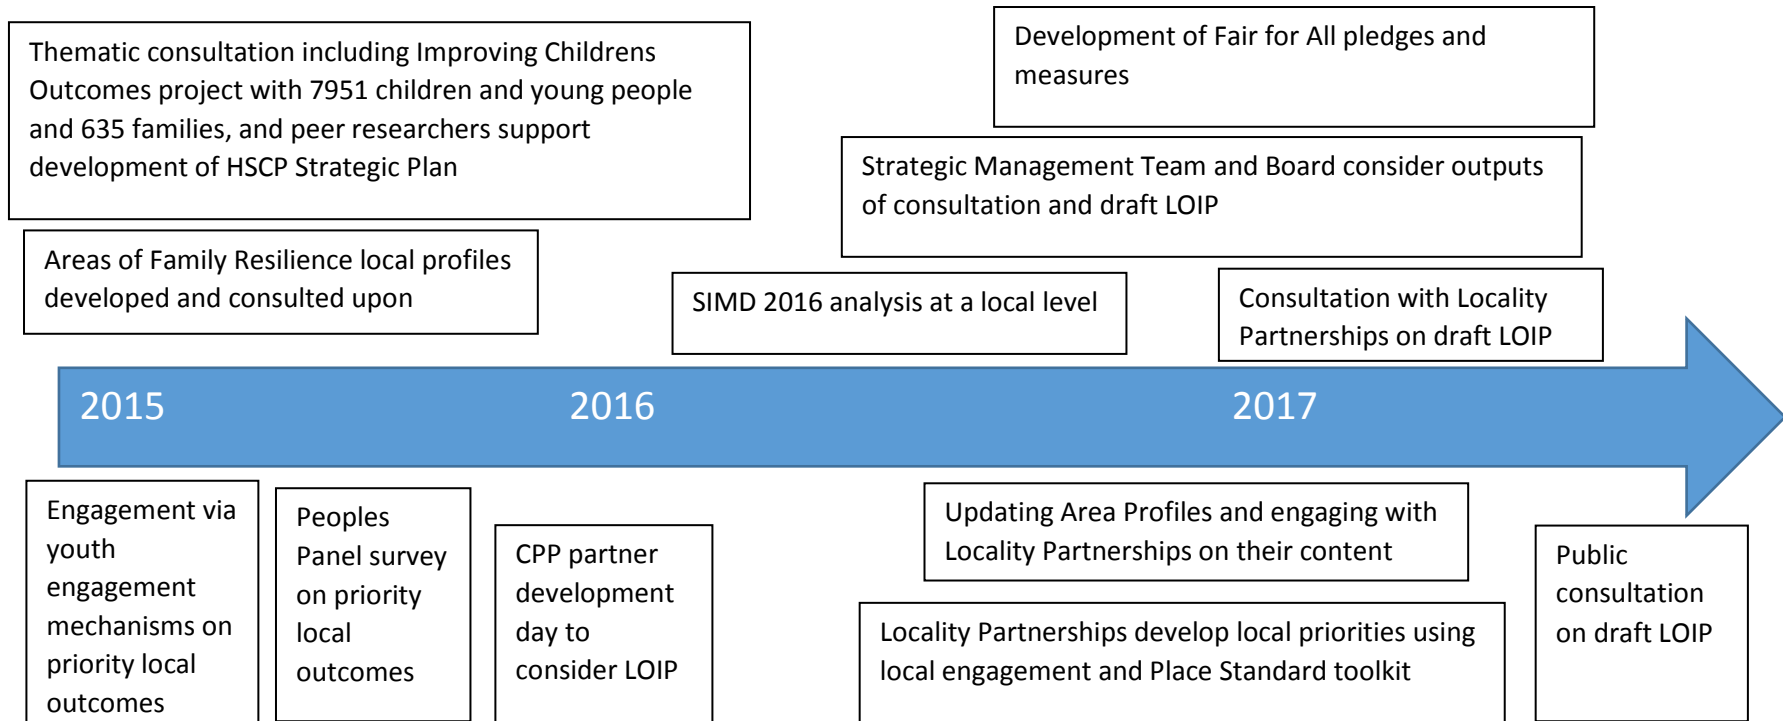 Thematic consultation including Improving Childrens
Outcomes project with 7951 children and young people
and 635 families, and peer researchers support
development of HSCP Strategic Plan
Development of Fair for All pledges and
measures
Strategic Management Team and Board consider outputs
of consultation and draft LOIP
Areas of Family Resilience local profiles
developed and consulted upon
SIMD 2016 analysis at a local level
Consultation with Locality
Partnerships on draft LOIP
2015
2016
2017
Engagement via
youth
engagement
mechanisms on
priority local
outcomes
Peoples
Panel survey
on priority
local
outcomes
CPP partner
development
day to
consider LOIP
Updating Area Profiles and engaging with
Locality Partnerships on their content
Locality Partnerships develop local priorities using
local engagement and Place Standard toolkit
Public
consultation
on draft LOIP